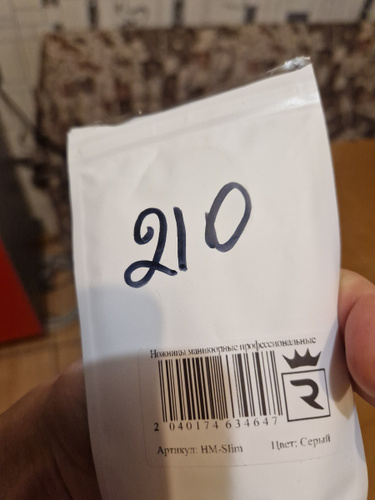 210
Ножницы маникюрные профессиональные
R
2 040174 634647
Артикул: HM-Slim Цвет: Серый